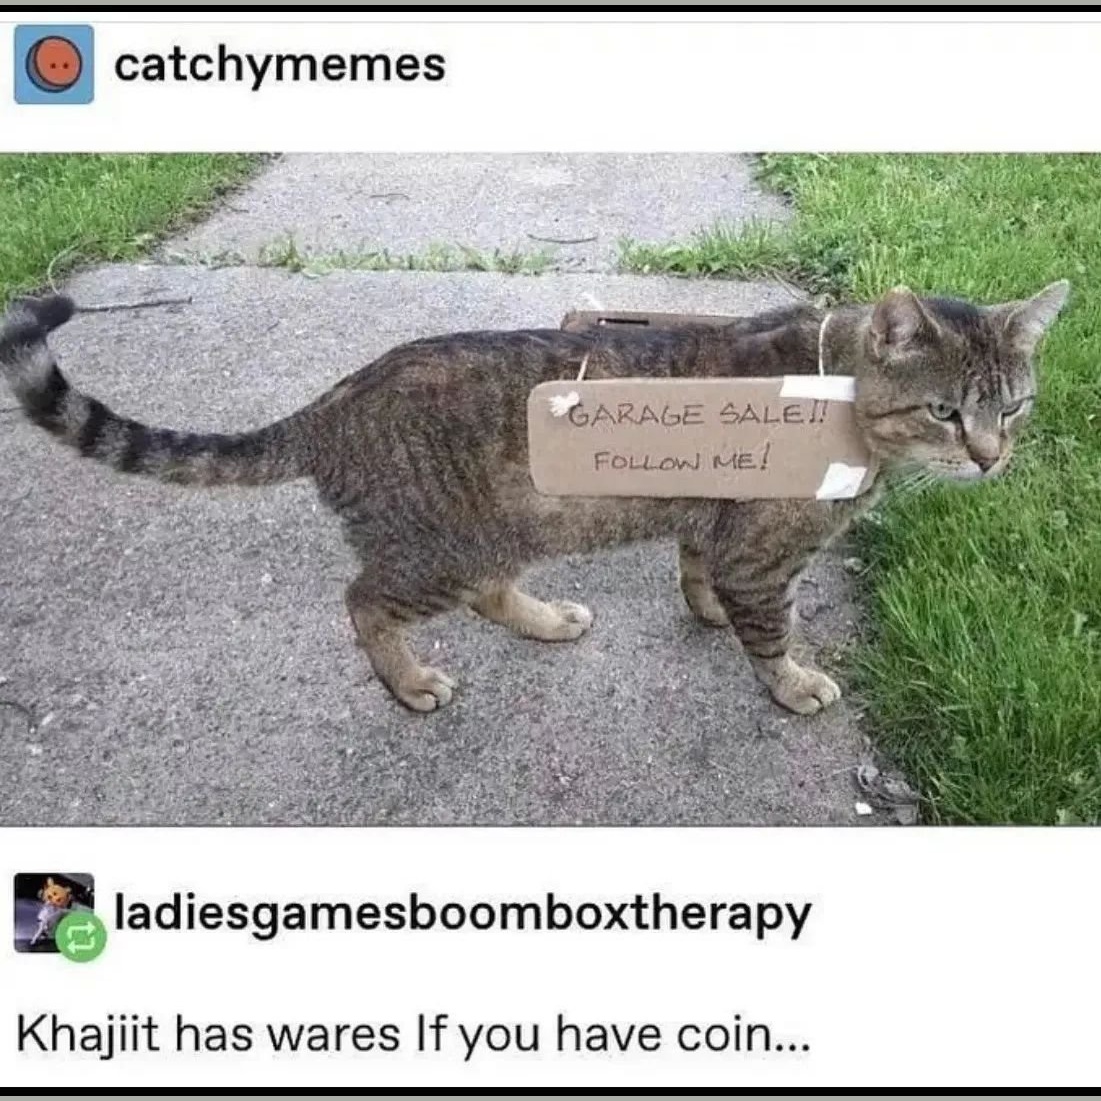 catchymemes
GARAGE SALE!!
FOLLOW ME!
ladiesgamesboomboxtherapy
Khajiit has wares If you have coin...